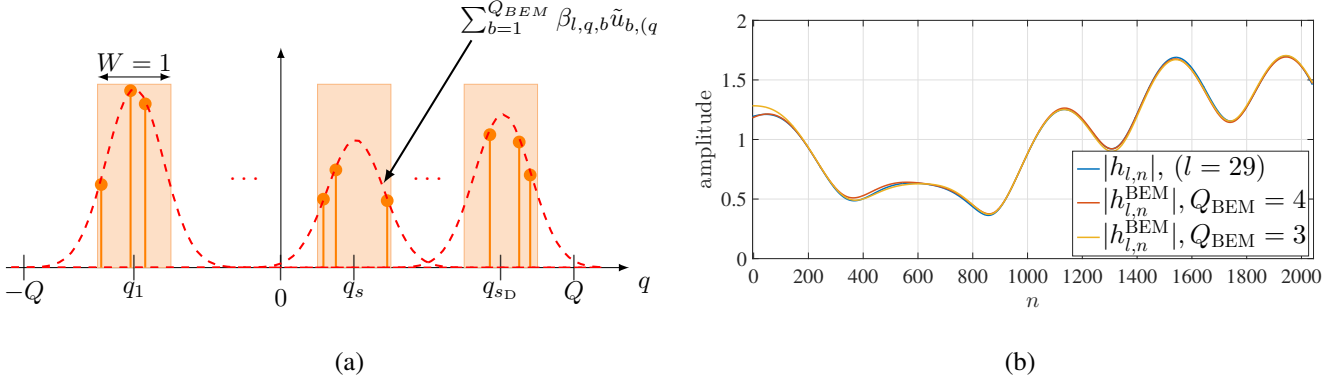 ∑_{b=1}^{Q_{BEM}} β_{l,q,b} ũ_{b,(q
W = 1
... ...
−Q q_1 0 q_s q_{s_D} Q q
(a)
2
1.5
1
0.5
0
amplitude
|h_{l,n}|, (l = 29)
|h_{l,n}^{BEM}|, Q_{BEM} = 4
|h_{l,n}^{BEM}|, Q_{BEM} = 3
0 200 400 600 800 1000 1200 1400 1600 1800 2000
n
(b)